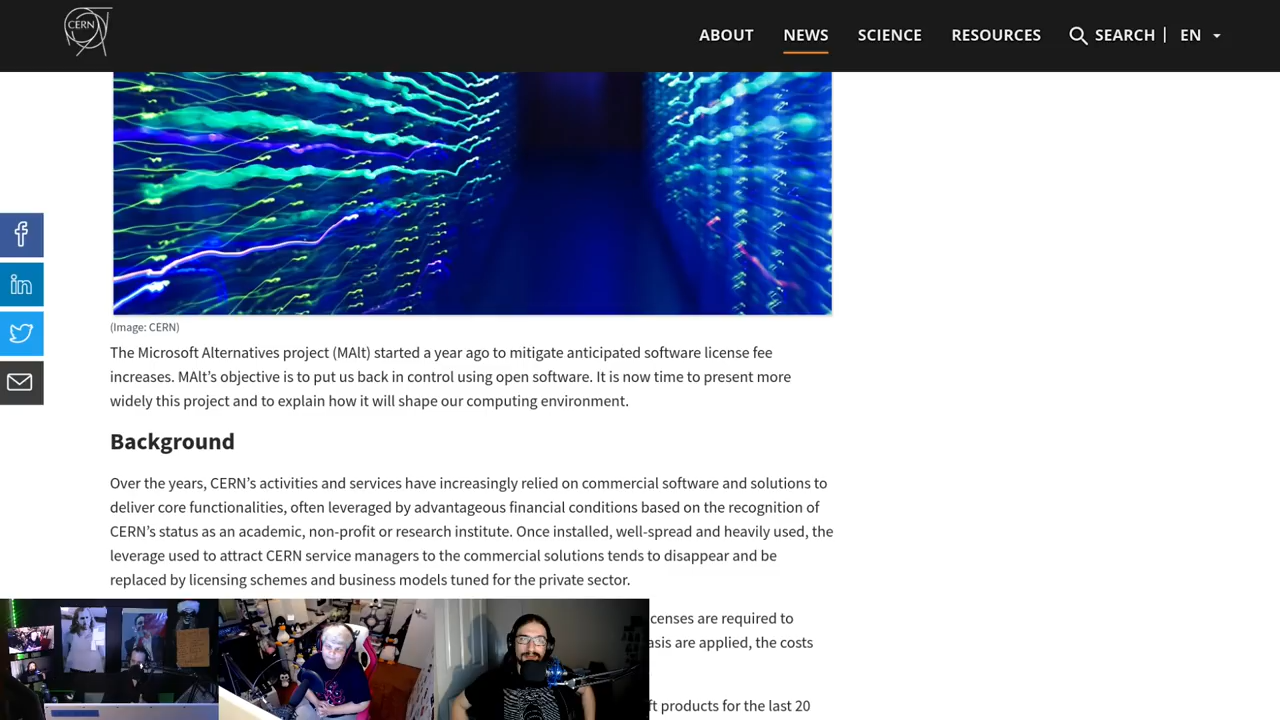 CERN
ABOUT
NEWS
SCIENCE
RESOURCES
SEARCH |
EN
(Image: CERN)
The Microsoft Alternatives project (MAlt) started a year ago to mitigate anticipated software license fee
increases. MAlt’s objective is to put us back in control using open software. It is now time to present more
widely this project and to explain how it will shape our computing environment.
Background
Over the years, CERN’s activities and services have increasingly relied on commercial software and solutions to
deliver core functionalities, often leveraged by advantageous financial conditions based on the recognition of
CERN’s status as an academic, non-profit or research institute. Once installed, well-spread and heavily used, the
leverage used to attract CERN service managers to the commercial solutions tends to disappear and be
replaced by licensing schemes and business models tuned for the private sector.
censes are required to
asis are applied, the costs
ft products for the last 20